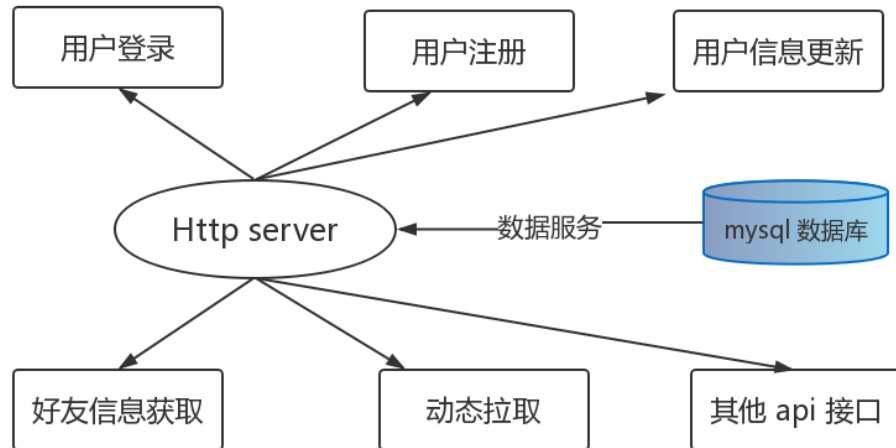 用户登录
用户注册
用户信息更新
Http server
数据服务
mysql 数据库
好友信息获取
动态拉取
其他 api 接口